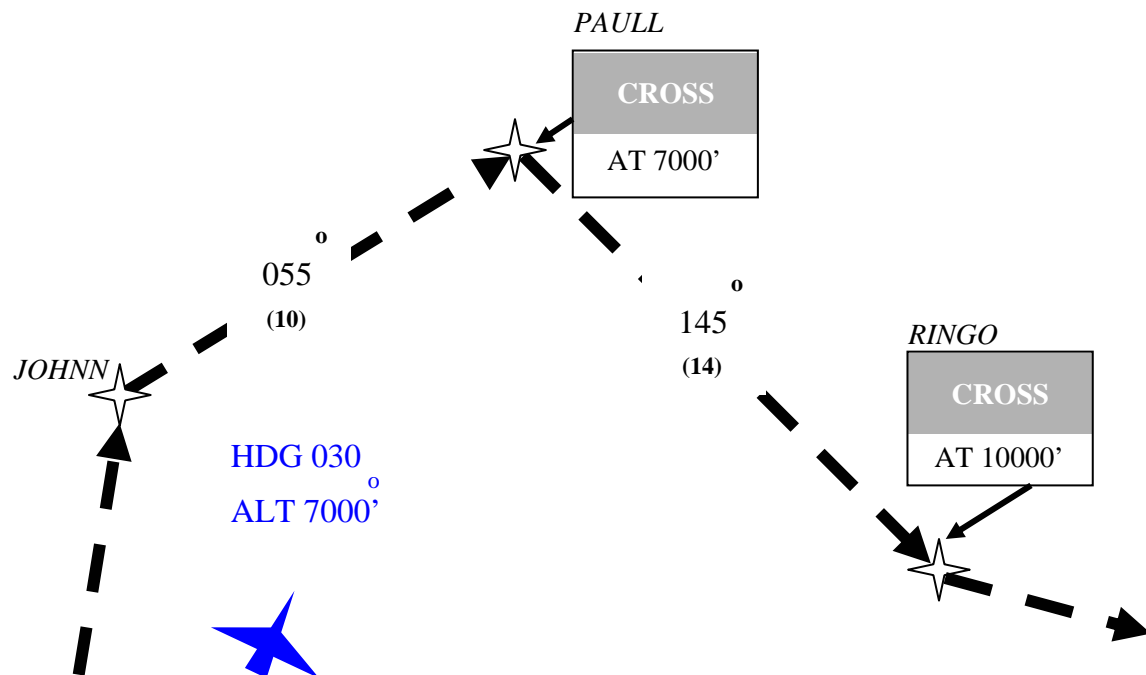 PAULL
CROSS
AT 7000’
055°
(10)
145°
(14)
JOHNN
RINGO
CROSS
AT 10000’
HDG 030°
ALT 7000’